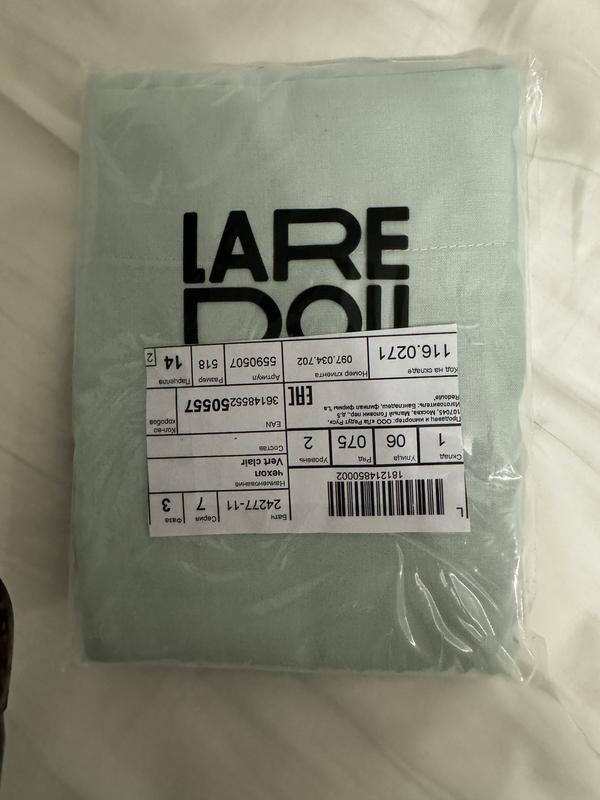 LARE
DOU
L
181214850002
Батч Серия Фаза
24277-11 7 3
Наименование
чехол
Vert clair
Состав
Склад Улица Ряд Уровень
1 06 075 2
Продавец и импортер: ООО «Ла Редут Рус»,
107045, Москва, Малый Головин пер., д.5
Изготовитель: Бангладеш, филиал фирмы "La
Redoute"
EAC
EAN
3614855250557
Кол-во
коробов
Код на складе Номер клиента Артикул Размер Парцелла
116.0271 097.034.702 5590507 518 14 2